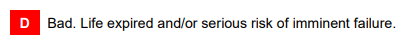 D Bad. Life expired and/or serious risk of imminent failure.